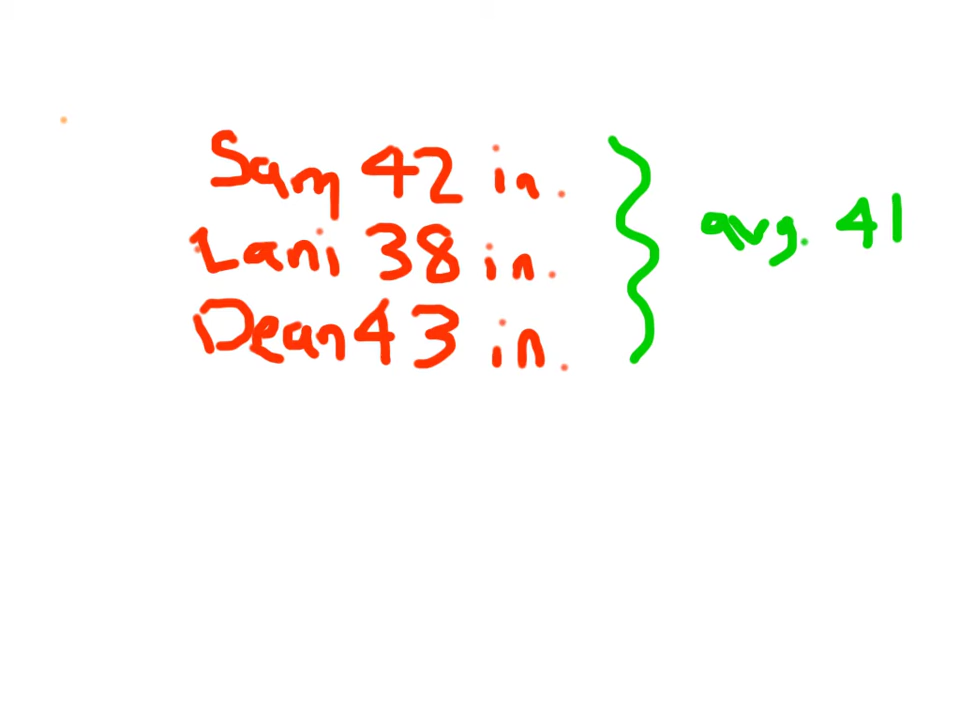 Sam 42 in.
Lani 38 in.
Dean 43 in.
avg. 41